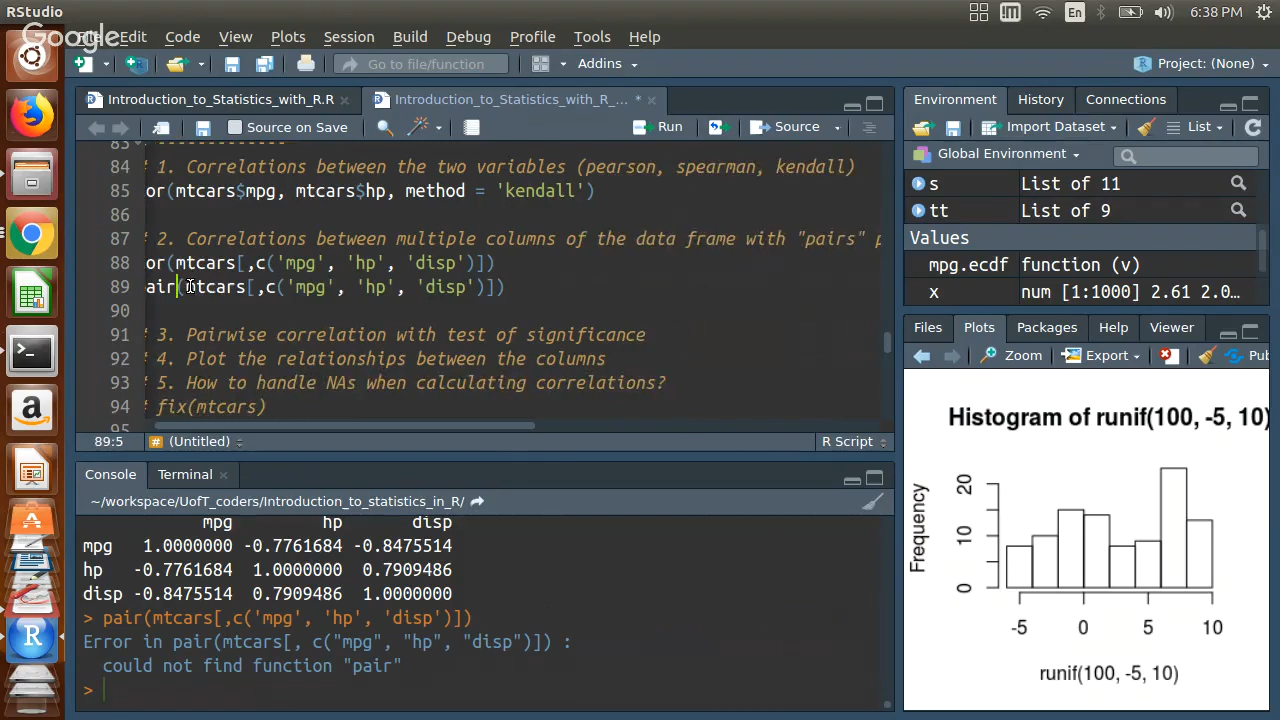 RStudio
En
6:38 PM
Google
Edit Code View Plots Session Build Debug Profile Tools Help
Go to file/function
Addins
Project: (None)
Introduction_to_Statistics_with_R.R
Introduction_to_Statistics_with_R_... *
Source on Save
Run
Source
83 -------------
84 # 1. Correlations between the two variables (pearson, spearman, kendall)
85 or(mtcars$mpg, mtcars$hp, method = 'kendall')
86
87 # 2. Correlations between multiple columns of the data frame with "pairs" p
88 or(mtcars[,c('mpg', 'hp', 'disp')])
89 air(mtcars[,c('mpg', 'hp', 'disp')])
90
91 # 3. Pairwise correlation with test of significance
92 # 4. Plot the relationships between the columns
93 # 5. How to handle NAs when calculating correlations?
94 # fix(mtcars)
95
89:5
(Untitled)
R Script
Console Terminal
~/workspace/UofT_coders/Introduction_to_statistics_in_R/
mpg hp disp
mpg 1.0000000 -0.7761684 -0.8475514
hp -0.7761684 1.0000000 0.7909486
disp -0.8475514 0.7909486 1.0000000
> pair(mtcars[,c('mpg', 'hp', 'disp')])
Error in pair(mtcars[, c("mpg", "hp", "disp")]) :
could not find function "pair"
>
Environment History Connections
Import Dataset
List
Global Environment
s List of 11
tt List of 9
Values
mpg.ecdf function (v)
x num [1:1000] 2.61 2.0...
Files Plots Packages Help Viewer
Zoom Export Pub
Histogram of runif(100, -5, 10)
Frequency
20
10
0
-5 0 5 10
runif(100, -5, 10)